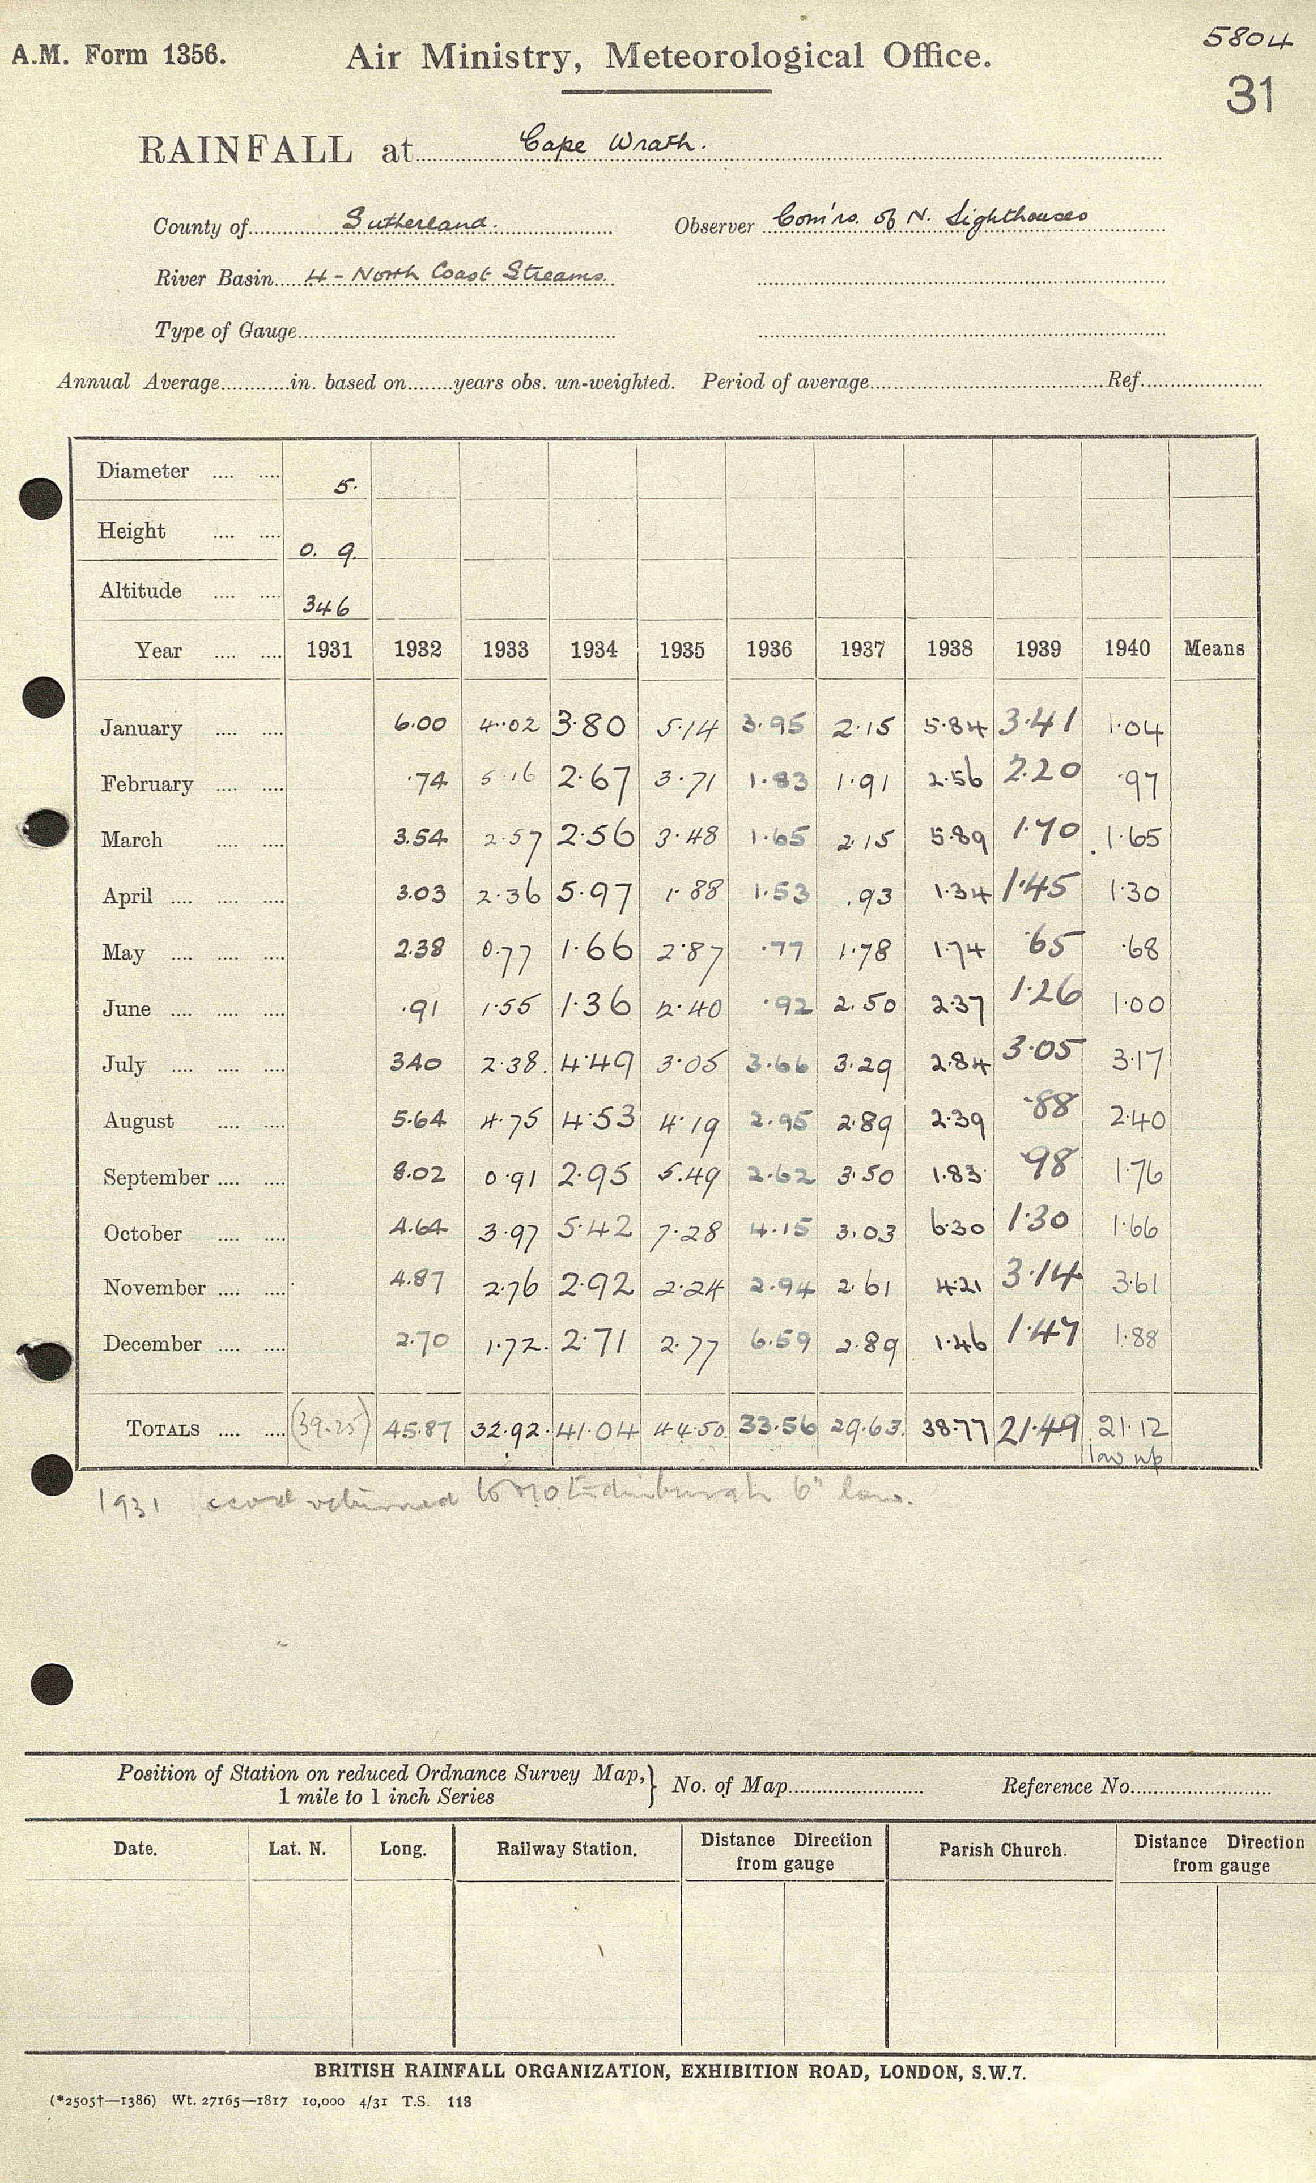 5804
A.M. Form 1356. Air Ministry, Meteorological Office.
31
RAINFALL at Cape Wrath.
County of Sutherland. Observer Com'rs. of N. Lighthouses
River Basin 4 - North Coast Streams.
Type of Gauge
Annual Average in. based on years obs. un-weighted. Period of average Ref.
Diameter 5.
Height 0. 9.
Altitude 346
Year 1931 1932 1933 1934 1935 1936 1937 1938 1939 1940 Means
January 6.00 4.02 3.80 5.14 3.95 2.15 5.84 3.41 1.04
February .74 5.16 2.67 3.71 1.83 1.91 2.56 2.20 .97
March 3.54 2.57 2.56 3.48 1.65 2.15 5.89 1.70 1.65
April 3.03 2.36 5.97 1.88 1.53 .93 1.34 1.45 1.30
May 2.38 0.77 1.66 2.87 .77 1.78 1.74 .65 .68
June .91 1.55 1.36 2.40 .92 2.50 2.37 1.26 1.00
July 3.40 2.38 4.49 3.05 3.66 3.29 2.84 3.05 3.17
August 5.64 4.75 4.53 4.19 2.95 2.89 2.39 .88 2.40
September 8.02 0.91 2.95 5.49 2.62 3.50 1.83 .98 1.76
October 4.64 3.97 5.42 7.28 4.15 3.03 6.30 1.30 1.66
November 4.87 2.76 2.92 2.24 2.94 2.61 4.21 3.14 3.61
December 2.70 1.72 2.71 2.77 6.59 2.89 1.46 1.47 1.88
TOTALS (39.25) 45.87 32.92 41.04 44.50 33.56 29.63 38.77 21.49 21.12
1931 returned to MO Edinburgh 6" low.
Position of Station on reduced Ordnance Survey Map,
1 mile to 1 inch Series
No. of Map Reference No.
Date. Lat. N. Long. Railway Station. Distance Direction from gauge Parish Church. Distance Direction from gauge
BRITISH RAINFALL ORGANIZATION, EXHIBITION ROAD, LONDON, S.W.7.
(*2505†—1386) Wt. 27165—1817 10,000 4/31 T.S. 118